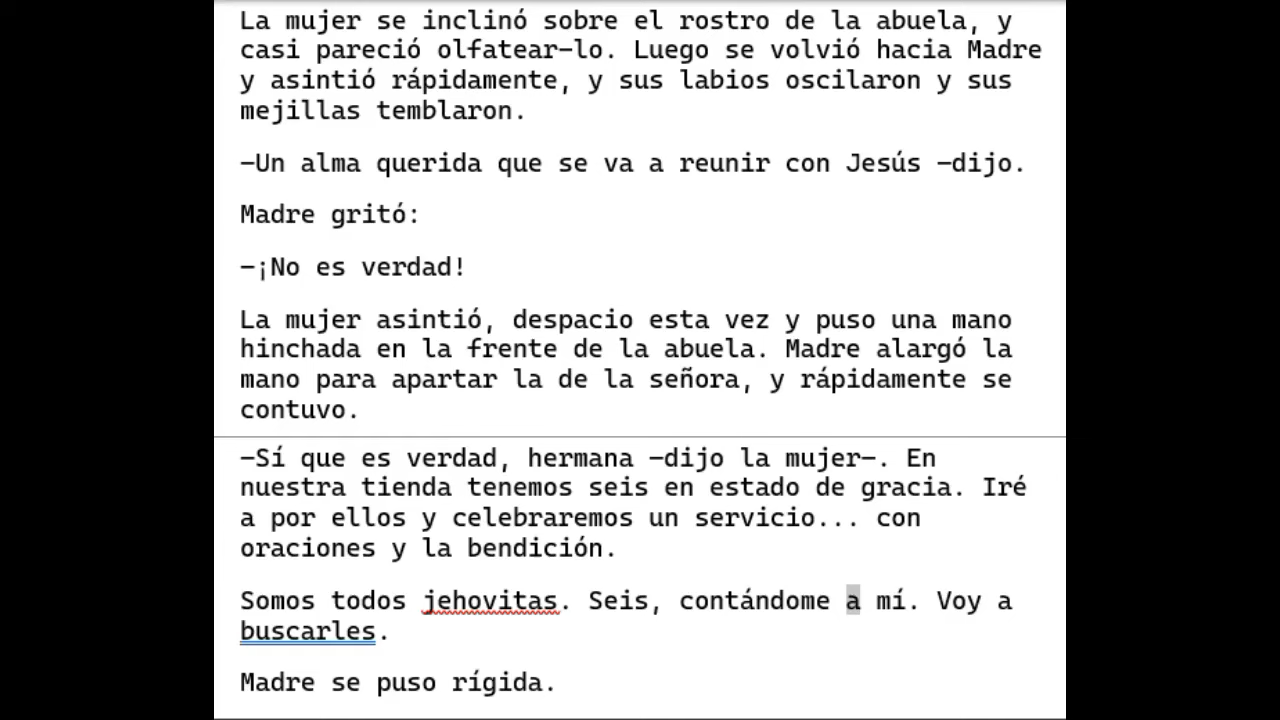 La mujer se inclinó sobre el rostro de la abuela, y
casi pareció olfatear—lo. Luego se volvió hacia Madre
y asintió rápidamente, y sus labios oscilaron y sus
mejillas temblaron.
—Un alma querida que se va a reunir con Jesús —dijo.
Madre gritó:
—¡No es verdad!
La mujer asintió, despacio esta vez y puso una mano
hinchada en la frente de la abuela. Madre alargó la
mano para apartar la de la señora, y rápidamente se
contuvo.
—Sí que es verdad, hermana —dijo la mujer—. En
nuestra tienda tenemos seis en estado de gracia. Iré
a por ellos y celebraremos un servicio... con
oraciones y la bendición.
Somos todos jehovitas. Seis, contándome a mí. Voy a
buscarles.
Madre se puso rígida.